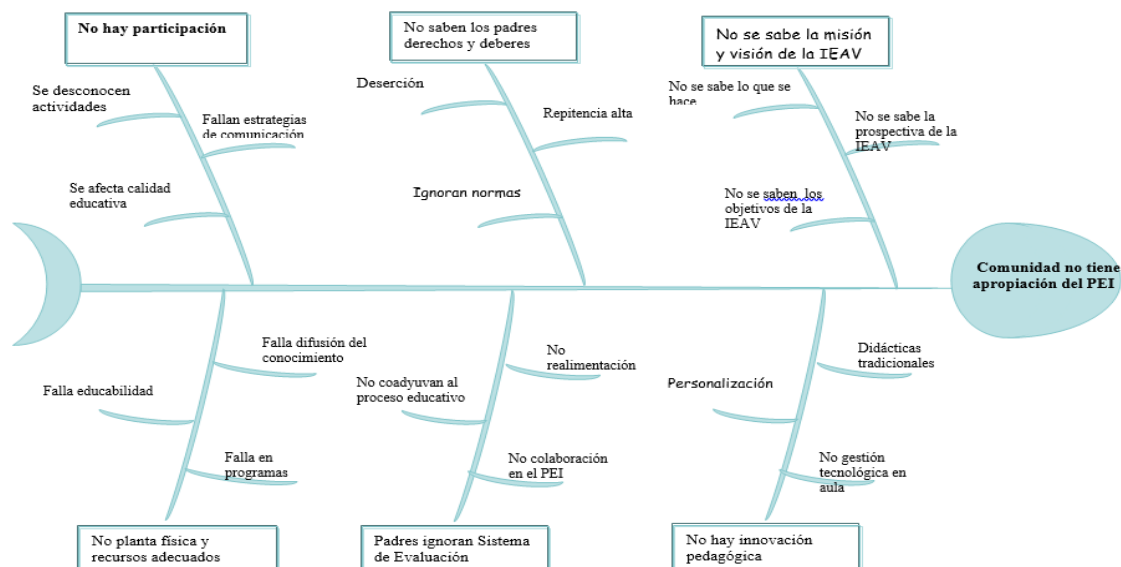 No hay participación
No saben los padres
derechos y deberes
No se sabe la misión
y visión de la IEAV
Se desconocen
actividades
Fallan estrategias
de comunicación
Se afecta calidad
educativa
Deserción
Repitencia alta
Ignoran normas
No se sabe lo que se
hace
No se sabe la
prospectiva de la
IEAV
No se saben los
objetivos de la
IEAV
Comunidad no tiene
apropiación del PEI
Falla difusión del
conocimiento
Falla educabilidad
Falla en
programas
No
realimentación
No coadyuvan al
proceso educativo
No colaboración
en el PEI
Didácticas
tradicionales
Personalización
No gestión
tecnológica en
aula
No planta física y
recursos adecuados
Padres ignoran Sistema
de Evaluación
No hay innovación
pedagógica